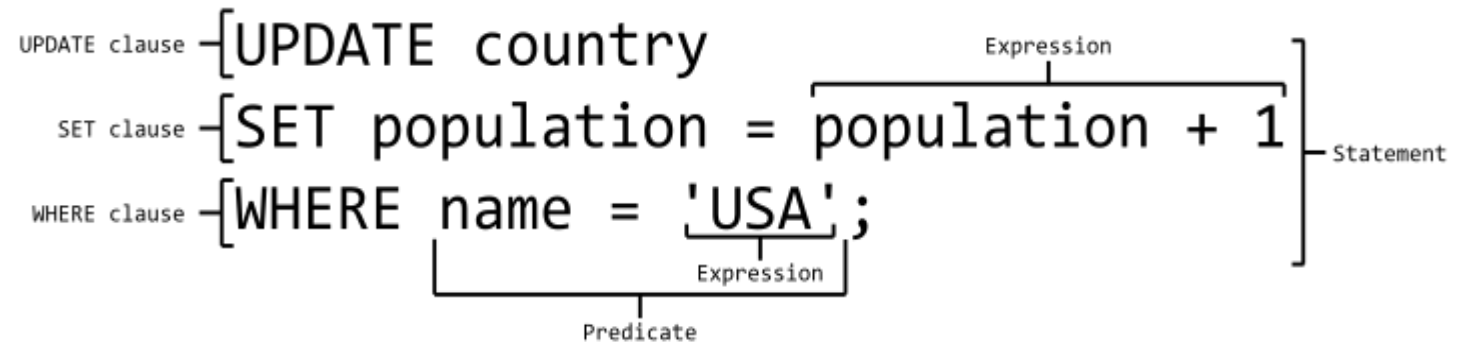 UPDATE clause UPDATE country
Expression
SET clause SET population = population + 1
Statement
WHERE clause WHERE name = 'USA';
Expression
Predicate